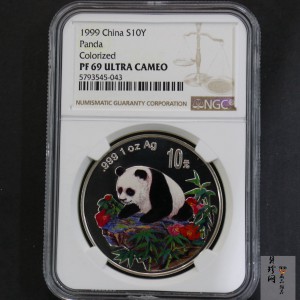 1999 China S10Y
Panda
Colorized
PF 69 ULTRA CAMEO
5793545-043
NUMISMATIC GUARANTY CORPORATION
NGC
.999 1 oz Ag 10元